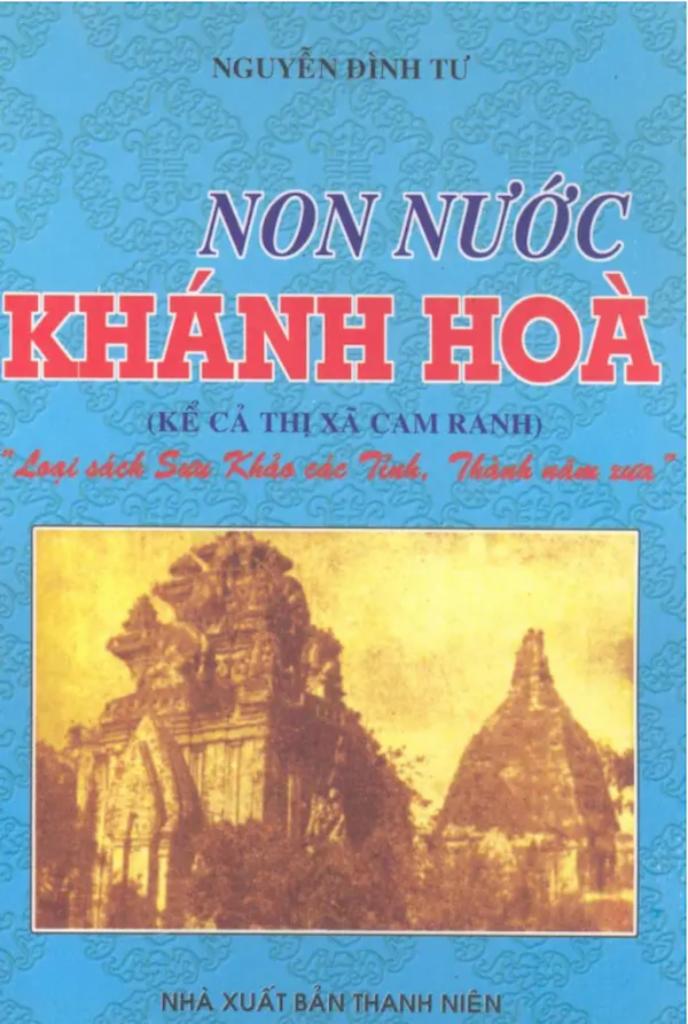 NGUYỄN ĐÌNH TƯ
NON NƯỚC
KHÁNH HOÀ
(KỂ CẢ THỊ XÃ CAM RANH)
"Loại sách Sưu Khảo các Tỉnh, Thành năm xưa"
NHÀ XUẤT BẢN THANH NIÊN